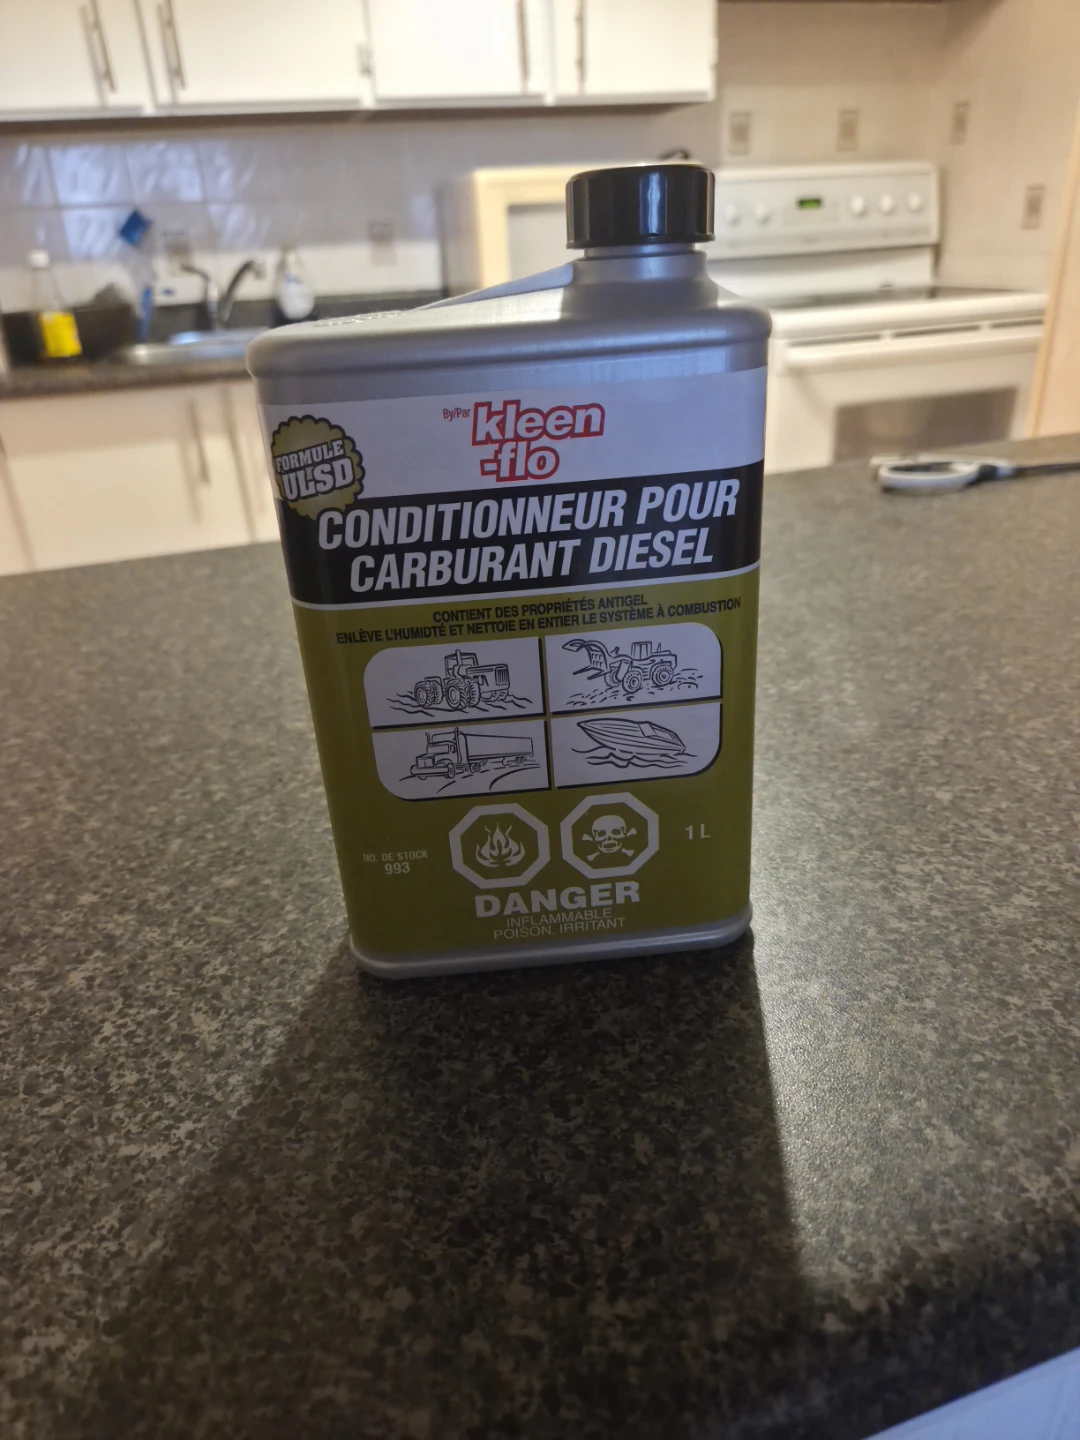 By/Par kleen
-flo
FORMULE
ULSD
CONDITIONNEUR POUR
CARBURANT DIESEL
CONTIENT DES PROPRIÉTÉS ANTIGEL
ENLÈVE L'HUMIDTÉ ET NETTOIE EN ENTIER LE SYSTÈME À COMBUSTION
NO. DE STOCK
993
1 L
DANGER
INFLAMMABLE
POISON. IRRITANT